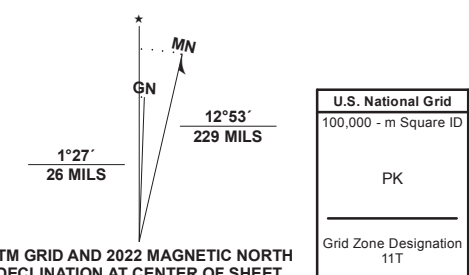 ★
MN
GN
12°53´
229 MILS
1°27´
26 MILS
TM GRID AND 2022 MAGNETIC NORTH
DECLINATION AT CENTER OF SHEET
U.S. National Grid
100,000 - m Square ID
PK
Grid Zone Designation
11T